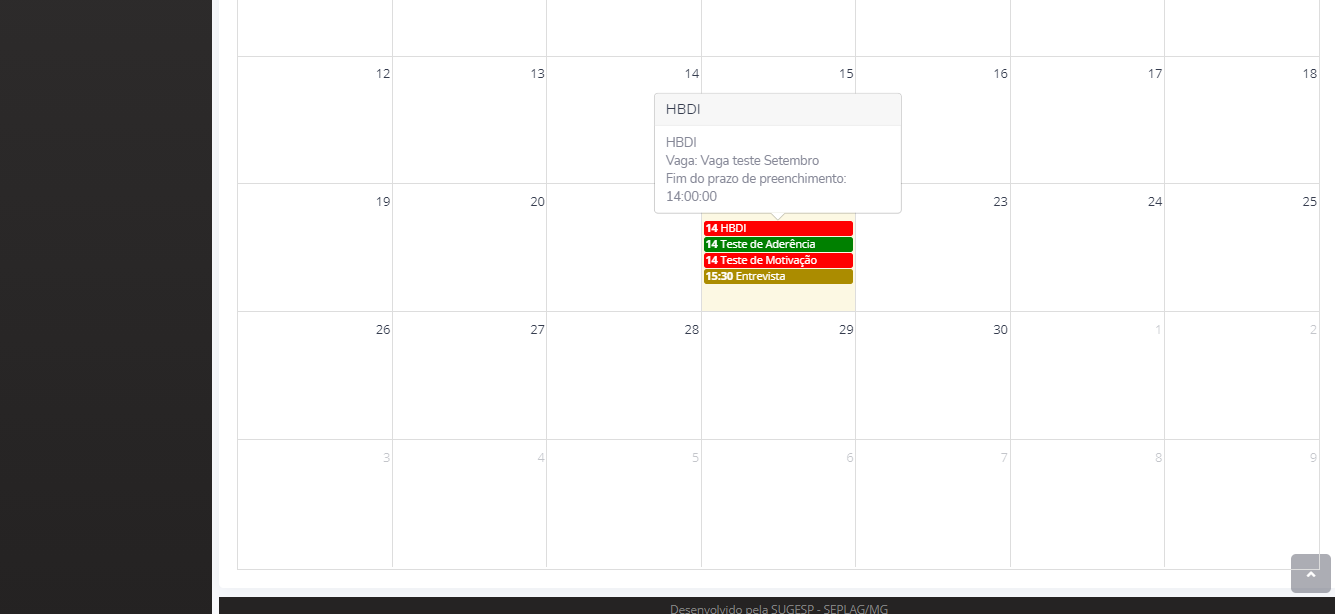 12 13 14 15 16 17 18
HBDI
HBDI
Vaga: Vaga teste Setembro
Fim do prazo de preenchimento:
14:00:00
19 20 23 24 25
14 HBDI
14 Teste de Aderência
14 Teste de Motivação
15:30 Entrevista
26 27 28 29 30 1 2
3 4 5 6 7 8 9
Desenvolvido pela SUGESP - SEPLAG/MG